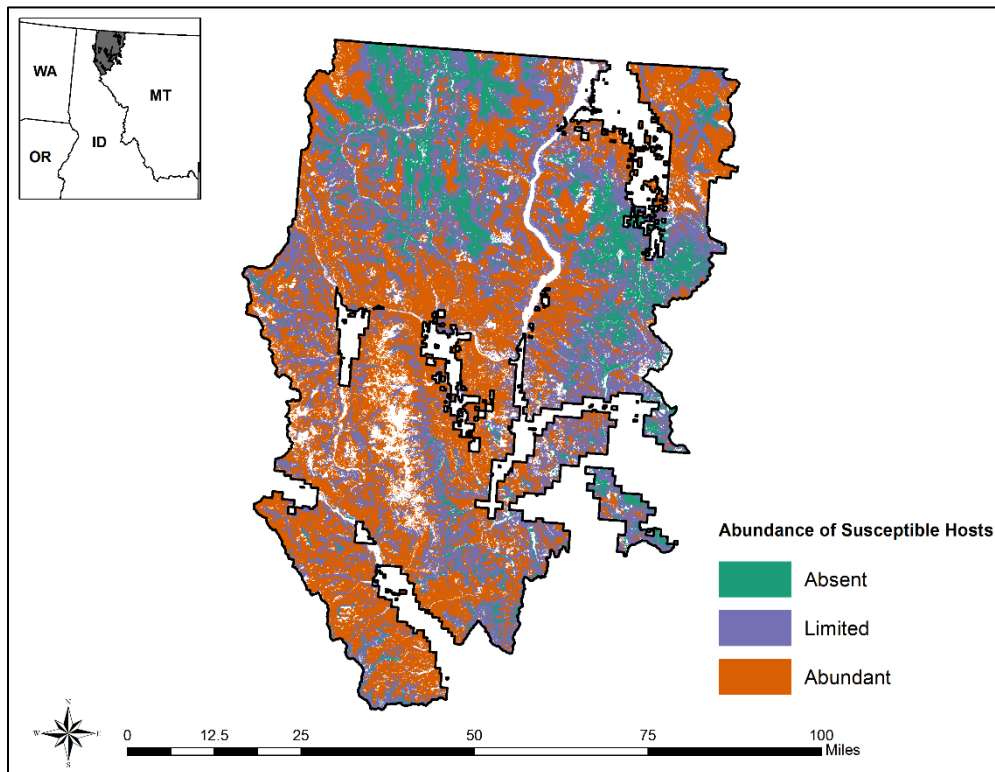 WA
MT
OR
ID
Abundance of Susceptible Hosts
Absent
Limited
Abundant
N
W
E
S
0 12.5 25 50 75 100
Miles